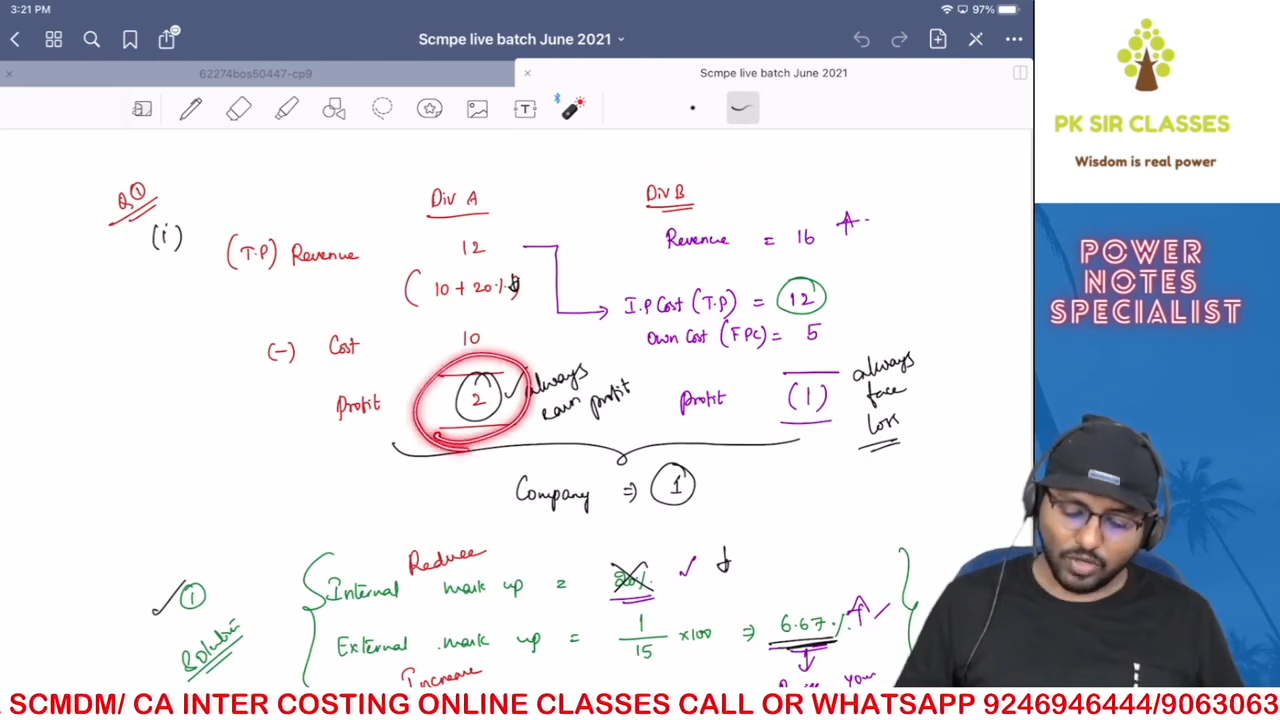 3:21 PM
97%
Scmpe live batch June 2021
62274bos50447-cp9
Scmpe live batch June 2021
PK SIR CLASSES
Wisdom is real power
POWER
NOTES
SPECIALIST
Q ①
(i)
Div A
Div B
(T.P) Revenue 12
Revenue = 16
(10 + 20%)
I.P Cost (T.P) = 12
Own Cost (FPC) = 5
(-) Cost 10
Profit 2
always earn profit
Profit (1)
always face loss
Company ⇒ 1
① Solution
Reduce
Internal mark up = 20%
External mark up = 1/15 x100 ⇒ 6.67%
Increase
your
SCMDM/ CA INTER COSTING ONLINE CLASSES CALL OR WHATSAPP 9246946444/9063063